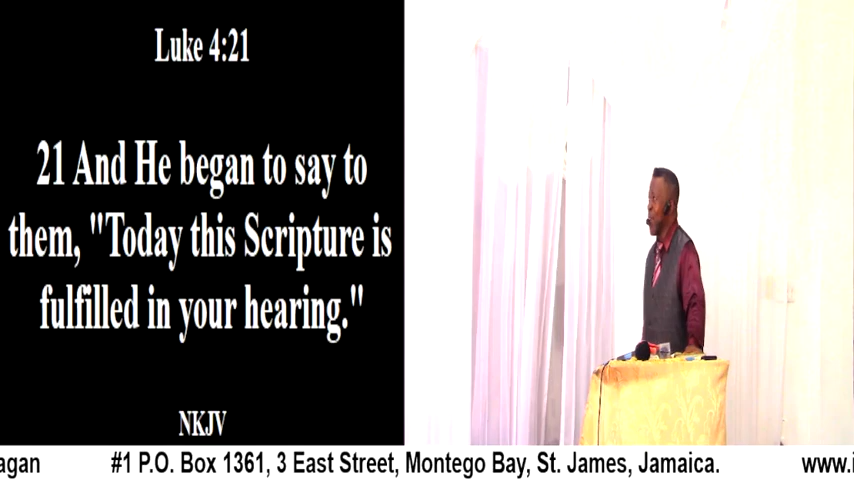 Luke 4:21
21 And He began to say to
them, "Today this Scripture is
fulfilled in your hearing."
NKJV
agan #1 P.O. Box 1361, 3 East Street, Montego Bay, St. James, Jamaica. www.i